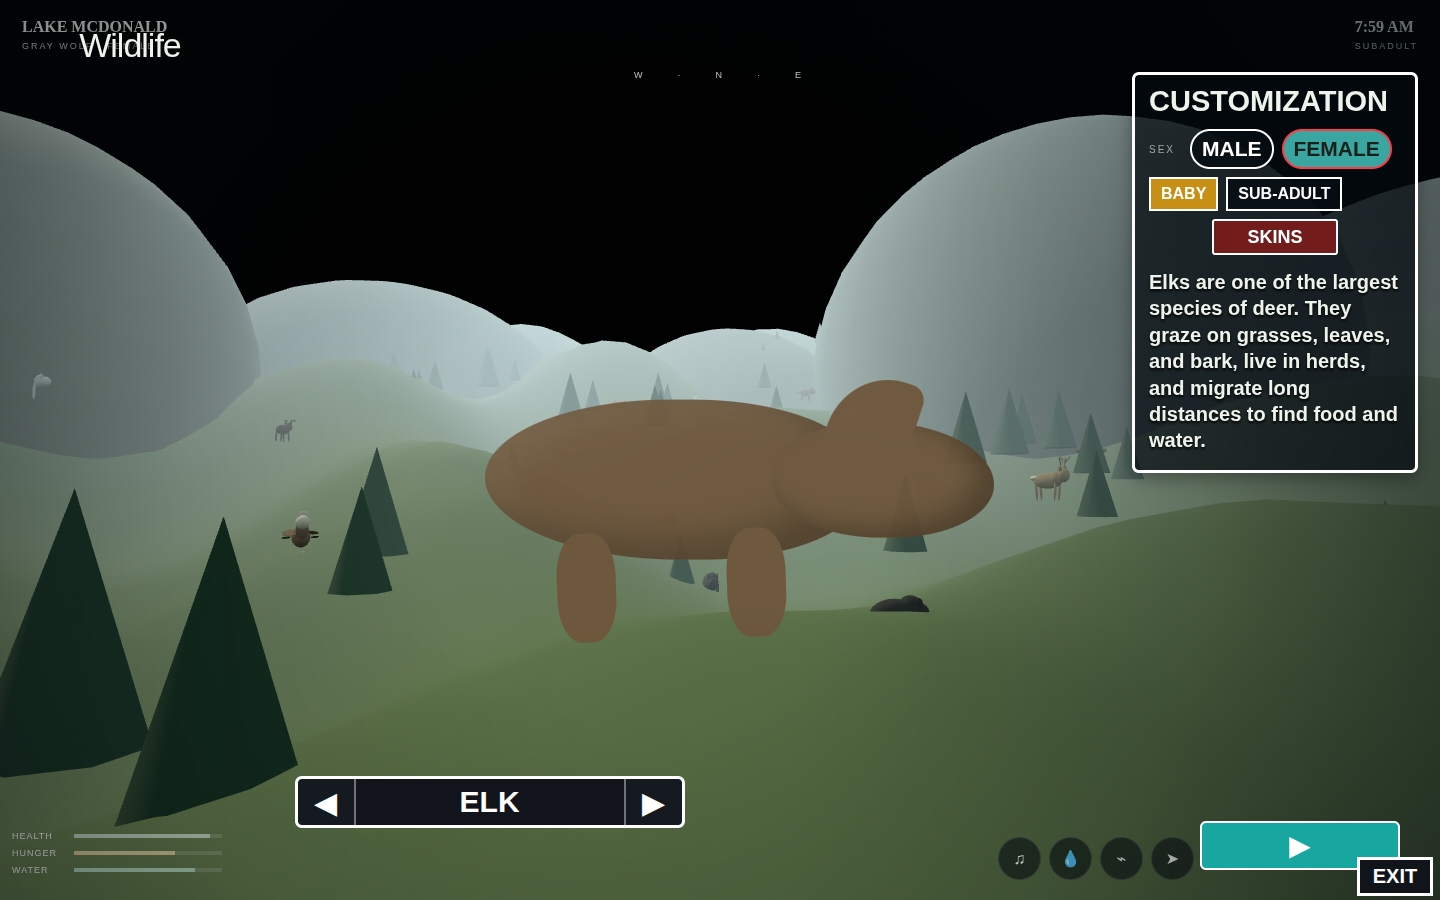 LAKE MCDONALD
Wildlife
GRAY WOL
7:59 AM
SUBADULT
W · N · E
CUSTOMIZATION
SEX MALE FEMALE
BABY SUB-ADULT
SKINS
Elks are one of the largest
species of deer. They
graze on grasses, leaves,
and bark, live in herds,
and migrate long
distances to find food and
water.
◀ ELK ▶
HEALTH
HUNGER
WATER
EXIT